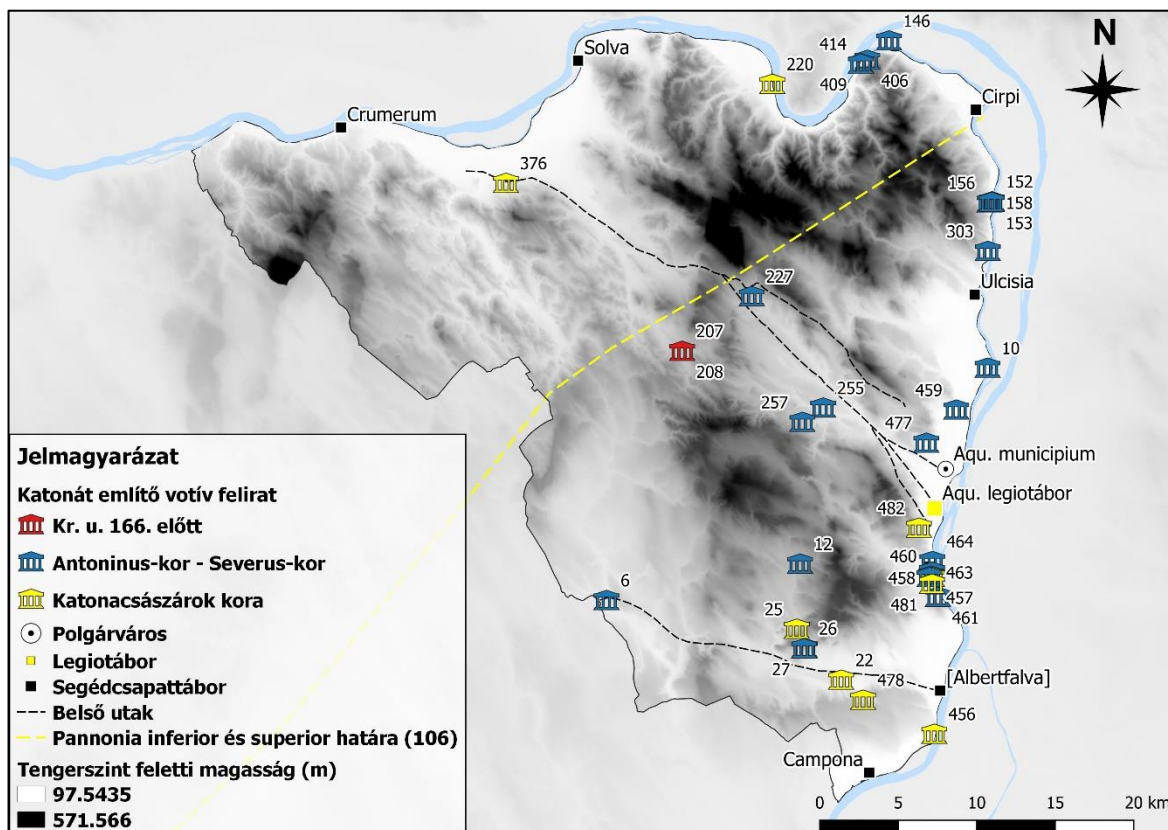 146
N
414
Solva
220
409
406
Cirpi
Crumerum
376
156
152
158
153
303
Ulcisia
227
207
208
10
255
459
257
477
Aqu. municipium
Aqu. legiotábor
482
464
12
460
463
458
457
6
481
461
25
26
27
22
478
[Albertfalva]
456
Campona
Jelmagyarázat
Katonát említő votív felirat
Kr. u. 166. előtt
Antoninus-kor - Severus-kor
Katonacsászárok kora
Polgárváros
Legiotábor
Segédcsapattábor
Belső utak
Pannonia inferior és superior határa (106)
Tengerszint feletti magasság (m)
97.5435
571.566
0 5 10 15 20 km